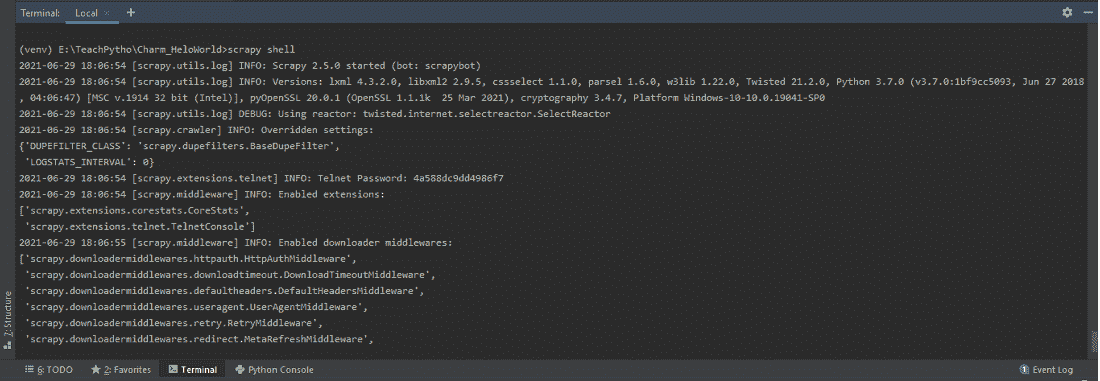 Terminal: Local × +
(venv) E:\TeachPytho\Charm_HeloWorld>scrapy shell
2021-06-29 18:06:54 [scrapy.utils.log] INFO: Scrapy 2.5.0 started (bot: scrapybot)
2021-06-29 18:06:54 [scrapy.utils.log] INFO: Versions: lxml 4.3.2.0, libxml2 2.9.5, cssselect 1.1.0, parsel 1.6.0, w3lib 1.22.0, Twisted 21.2.0, Python 3.7.0 (v3.7.0:1bf9cc5093, Jun 27 2018
, 04:06:47) [MSC v.1914 32 bit (Intel)], pyOpenSSL 20.0.1 (OpenSSL 1.1.1k  25 Mar 2021), cryptography 3.4.7, Platform Windows-10-10.0.19041-SP0
2021-06-29 18:06:54 [scrapy.utils.log] DEBUG: Using reactor: twisted.internet.selectreactor.SelectReactor
2021-06-29 18:06:54 [scrapy.crawler] INFO: Overridden settings:
{'DUPEFILTER_CLASS': 'scrapy.dupefilters.BaseDupeFilter',
 'LOGSTATS_INTERVAL': 0}
2021-06-29 18:06:54 [scrapy.extensions.telnet] INFO: Telnet Password: 4a588dc9dd4986f7
2021-06-29 18:06:54 [scrapy.middleware] INFO: Enabled extensions:
['scrapy.extensions.corestats.CoreStats',
 'scrapy.extensions.telnet.TelnetConsole']
2021-06-29 18:06:55 [scrapy.middleware] INFO: Enabled downloader middlewares:
['scrapy.downloadermiddlewares.httpauth.HttpAuthMiddleware',
 'scrapy.downloadermiddlewares.downloadtimeout.DownloadTimeoutMiddleware',
 'scrapy.downloadermiddlewares.defaultheaders.DefaultHeadersMiddleware',
 'scrapy.downloadermiddlewares.useragent.UserAgentMiddleware',
 'scrapy.downloadermiddlewares.retry.RetryMiddleware',
 'scrapy.downloadermiddlewares.redirect.MetaRefreshMiddleware',
7: Structure
6: TODO 2: Favorites Terminal Python Console 1 Event Log